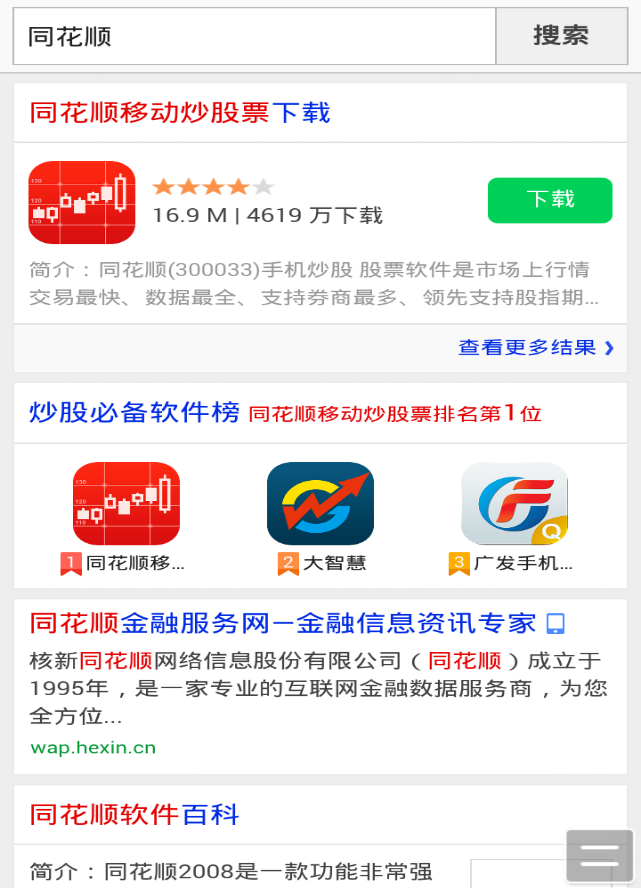 同花顺
搜索
同花顺移动炒股票下载
16.9 M | 4619 万下载
下载
简介：同花顺(300033)手机炒股 股票软件是市场上行情
交易最快、数据最全、支持券商最多、领先支持股指期...
查看更多结果
炒股必备软件榜 同花顺移动炒股票排名第1位
130
120
110
130
120
110
Q
1 同花顺移...
2 大智慧
3 广发手机...
同花顺金融服务网—金融信息资讯专家
核新同花顺网络信息股份有限公司（同花顺）成立于
1995年，是一家专业的互联网金融数据服务商，为您
全方位...
wap.hexin.cn
同花顺软件百科
简介：同花顺2008是一款功能非常强